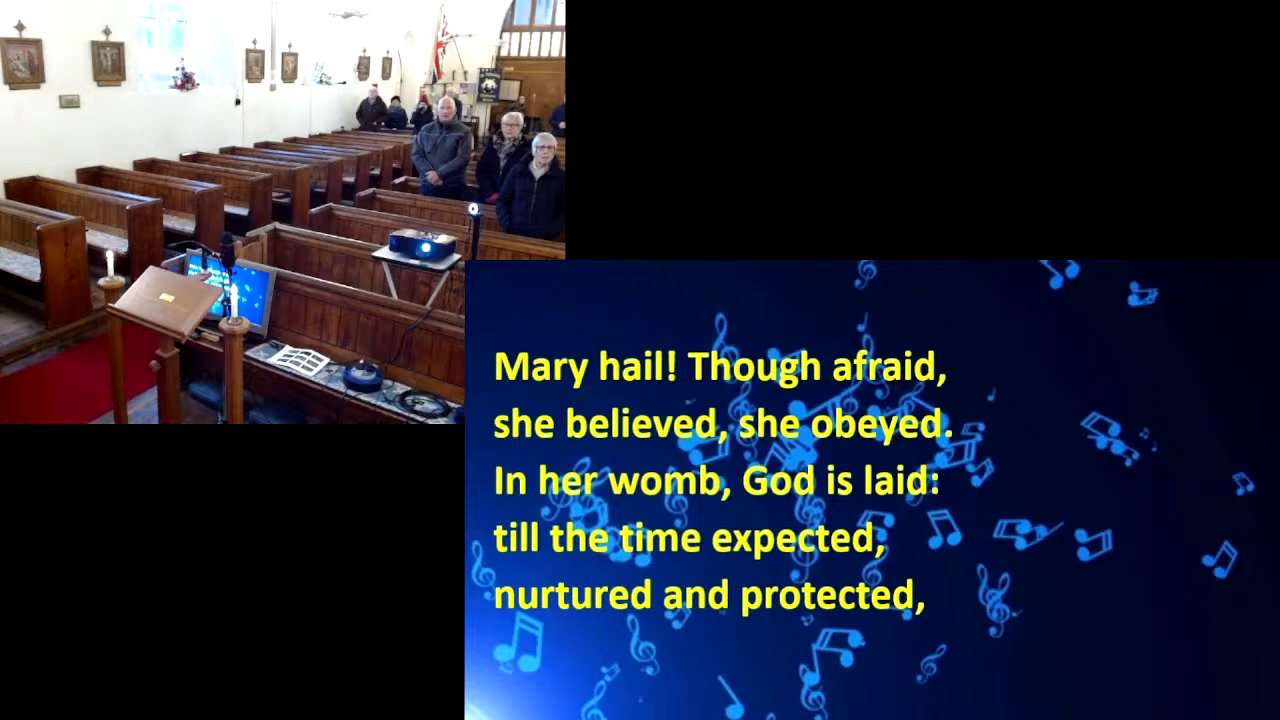 Mary hail! Though afraid,
she believed, she obeyed.
In her womb, God is laid:
till the time expected,
nurtured and protected,